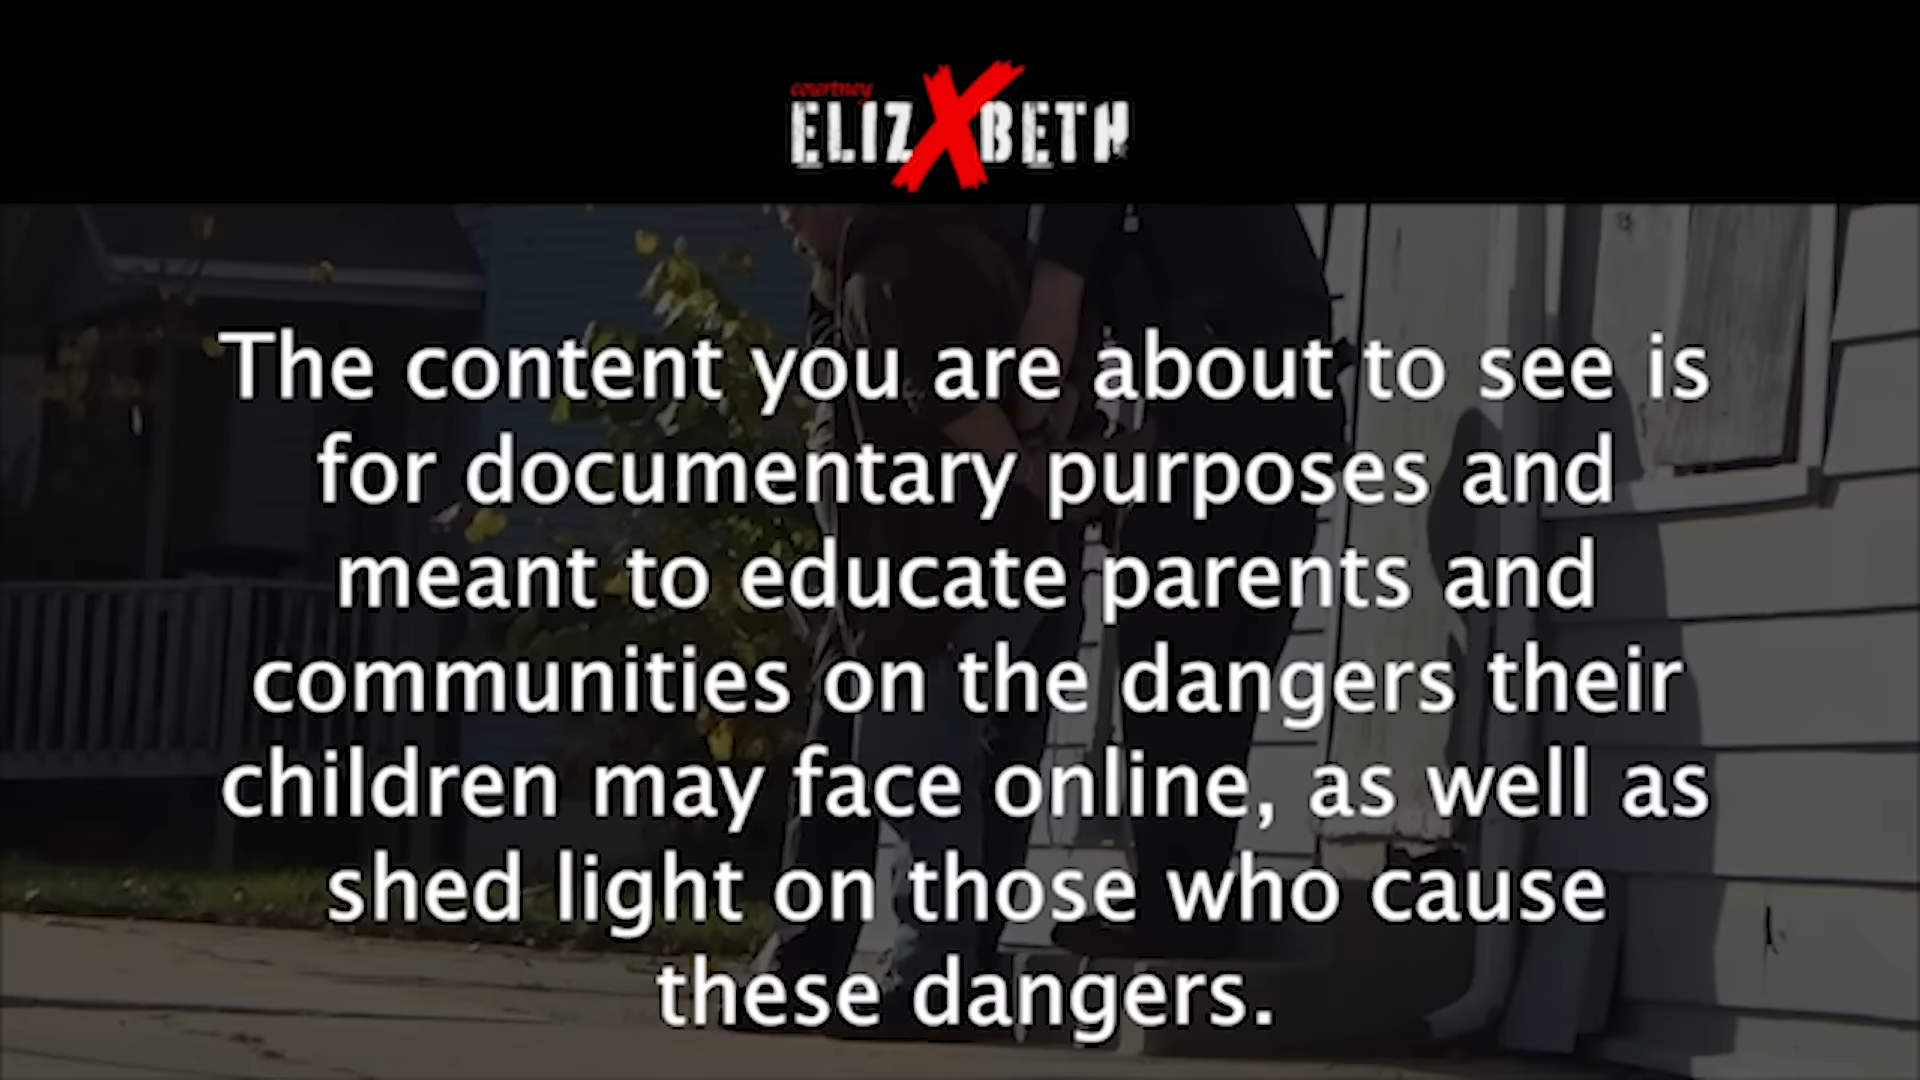 courtney
ELIZXBETH
The content you are about to see is
for documentary purposes and
meant to educate parents and
communities on the dangers their
children may face online, as well as
shed light on those who cause
these dangers.